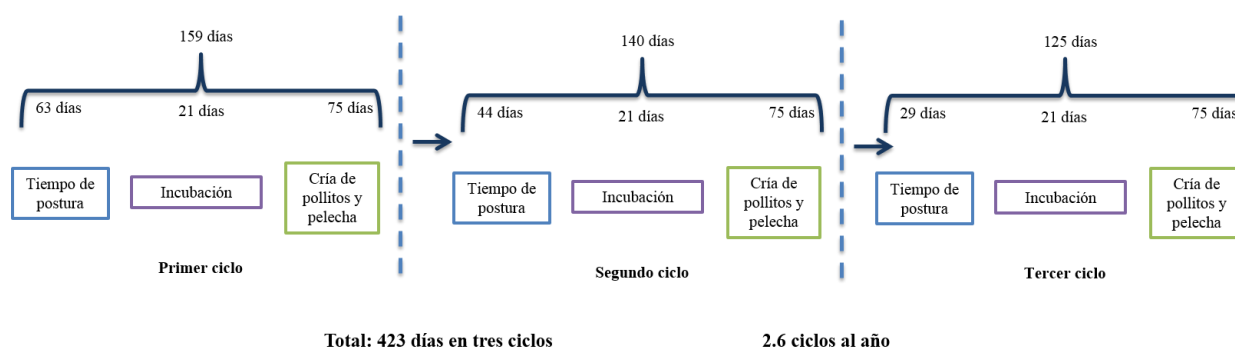 159 días
63 días
21 días
75 días
Tiempo de
postura
Incubación
Cría de
pollitos y
pelecha
Primer ciclo
140 días
44 días
21 días
75 días
Tiempo de
postura
Incubación
Cría de
pollitos y
pelecha
Segundo ciclo
125 días
29 días
21 días
75 días
Tiempo de
postura
Incubación
Cría de
pollitos y
pelecha
Tercer ciclo
Total: 423 días en tres ciclos
2.6 ciclos al año